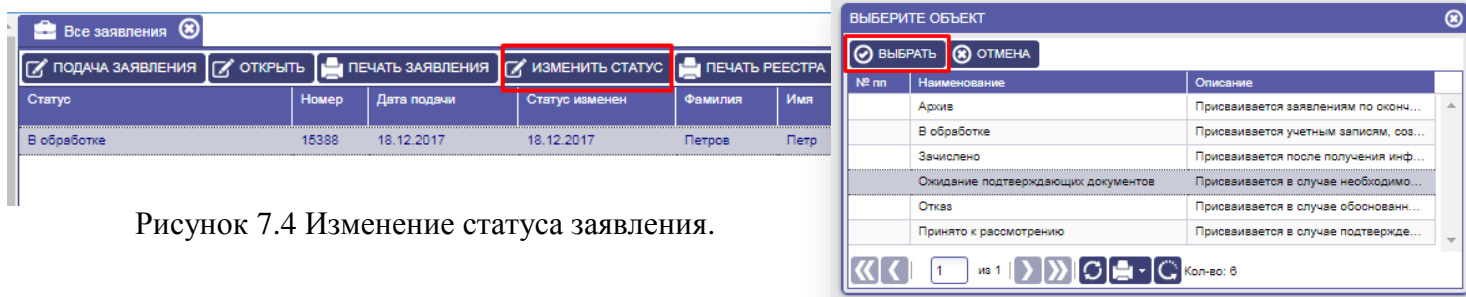 Все заявления
ПОДАЧА ЗАЯВЛЕНИЯ ОТКРЫТЬ ПЕЧАТЬ ЗАЯВЛЕНИЯ ИЗМЕНИТЬ СТАТУС ПЕЧАТЬ РЕЕСТРА
Статус Номер Дата подачи Статус изменен Фамилия Имя
В обработке 15388 18.12.2017 18.12.2017 Петров Петр
Рисунок 7.4 Изменение статуса заявления.
ВЫБЕРИТЕ ОБЪЕКТ
ВЫБРАТЬ ОТМЕНА
№ пп Наименование Описание
Архив Присваивается заявлениям по оконч...
В обработке Присваивается учетным записям, соз...
Зачислено Присваивается после получения инф...
Ожидание подтверждающих документов Присваивается в случае необходимо...
Отказ Присваивается в случае обоснованн...
Принято к рассмотрению Присваивается в случае подтвержде...
1 из 1 Кол-во: 6